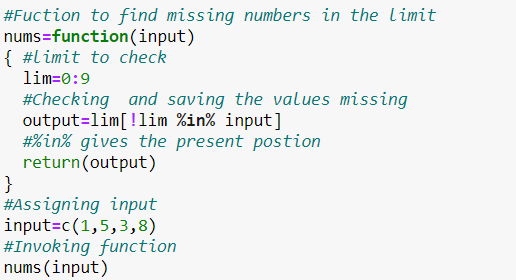 #Fuction to find missing numbers in the limit
nums=function(input)
{ #limit to check
  lim=0:9
  #Checking  and saving the values missing
  output=lim[!lim %in% input]
  #%in% gives the present postion
  return(output)
}
#Assigning input
input=c(1,5,3,8)
#Invoking function
nums(input)